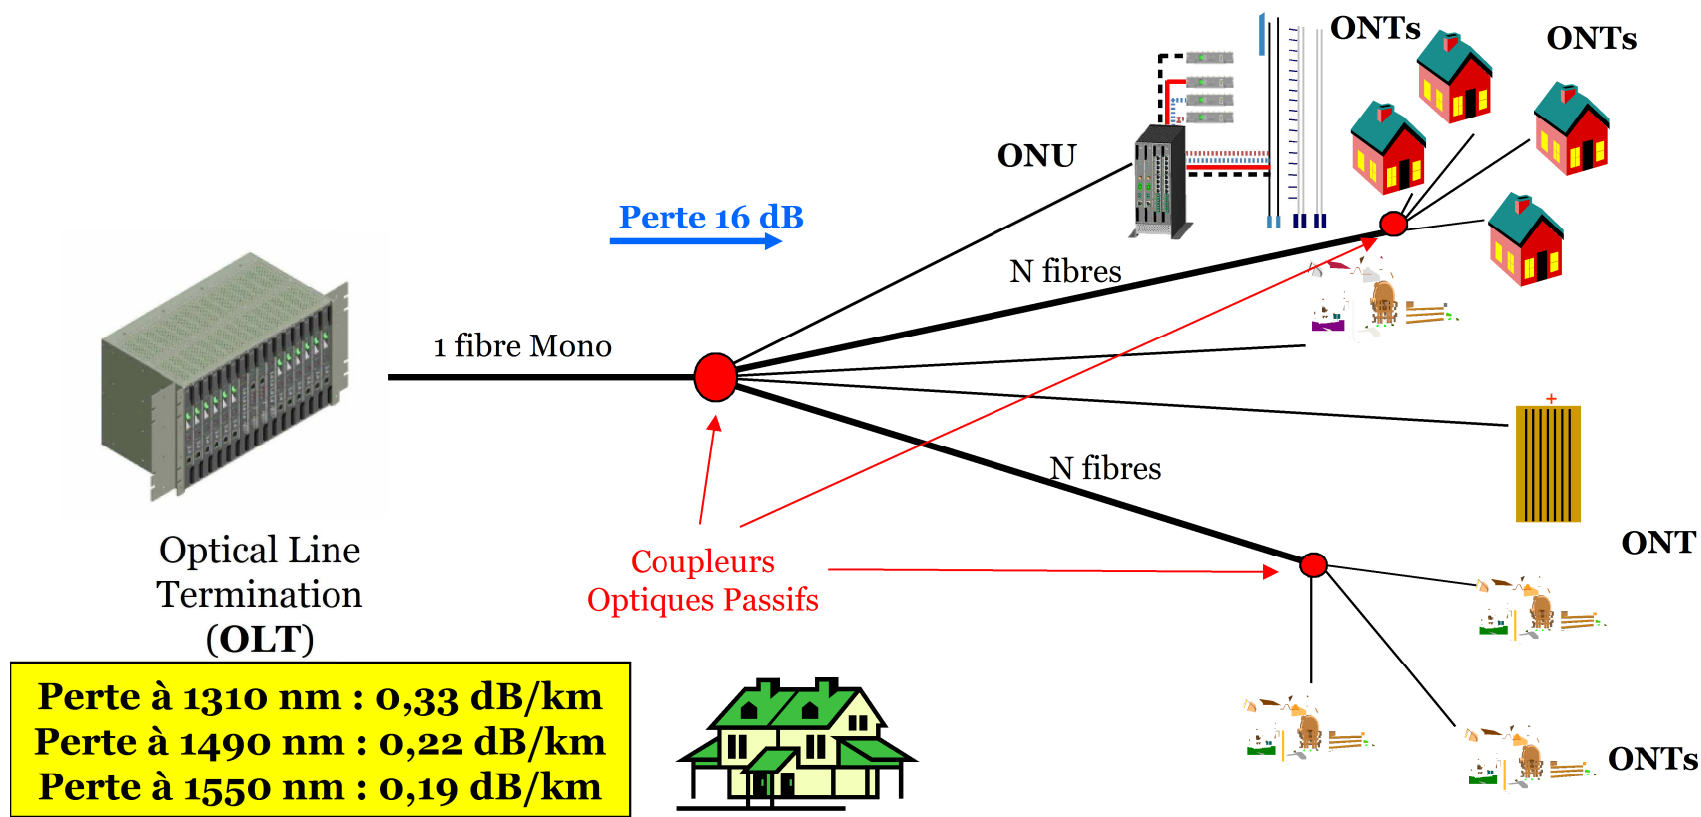 ONTs
ONTs
ONU
Perte 16 dB
N fibres
1 fibre Mono
+
N fibres
Optical Line
Termination
(OLT)
Coupleurs
Optiques Passifs
ONT
Perte à 1310 nm : 0,33 dB/km
Perte à 1490 nm : 0,22 dB/km
Perte à 1550 nm : 0,19 dB/km
ONTs